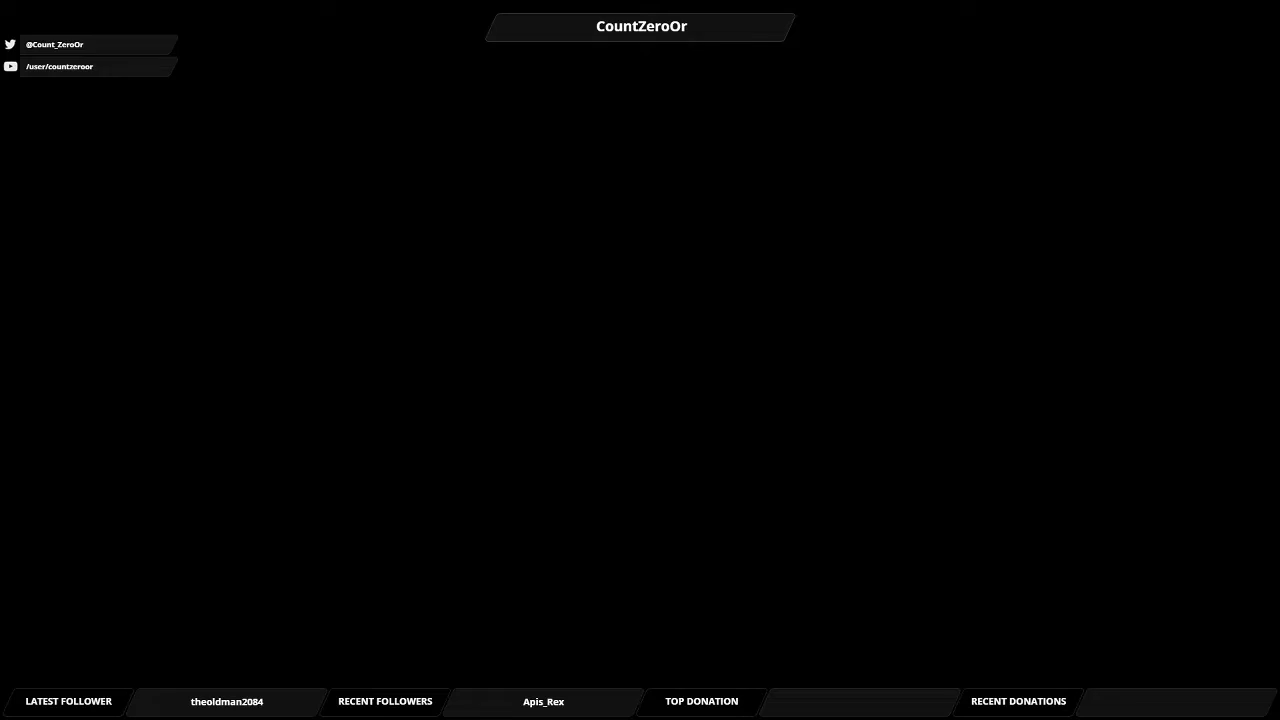 CountZeroOr
@Count_ZeroOr
/user/countzeroor
LATEST FOLLOWER theoldman2084 RECENT FOLLOWERS Apis_Rex TOP DONATION RECENT DONATIONS